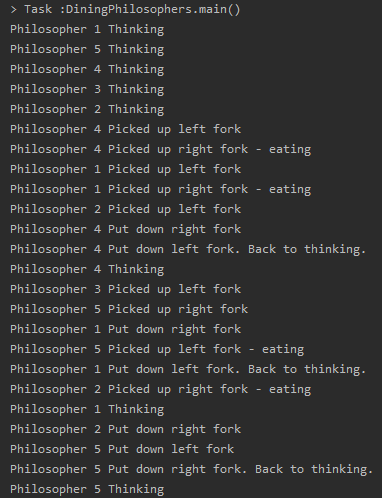 > Task :DiningPhilosophers.main()
Philosopher 1 Thinking
Philosopher 5 Thinking
Philosopher 4 Thinking
Philosopher 3 Thinking
Philosopher 2 Thinking
Philosopher 4 Picked up left fork
Philosopher 4 Picked up right fork - eating
Philosopher 1 Picked up left fork
Philosopher 1 Picked up right fork - eating
Philosopher 2 Picked up left fork
Philosopher 4 Put down right fork
Philosopher 4 Put down left fork. Back to thinking.
Philosopher 4 Thinking
Philosopher 3 Picked up left fork
Philosopher 5 Picked up right fork
Philosopher 1 Put down right fork
Philosopher 5 Picked up left fork - eating
Philosopher 1 Put down left fork. Back to thinking.
Philosopher 2 Picked up right fork - eating
Philosopher 1 Thinking
Philosopher 2 Put down right fork
Philosopher 5 Put down left fork
Philosopher 5 Put down right fork. Back to thinking.
Philosopher 5 Thinking